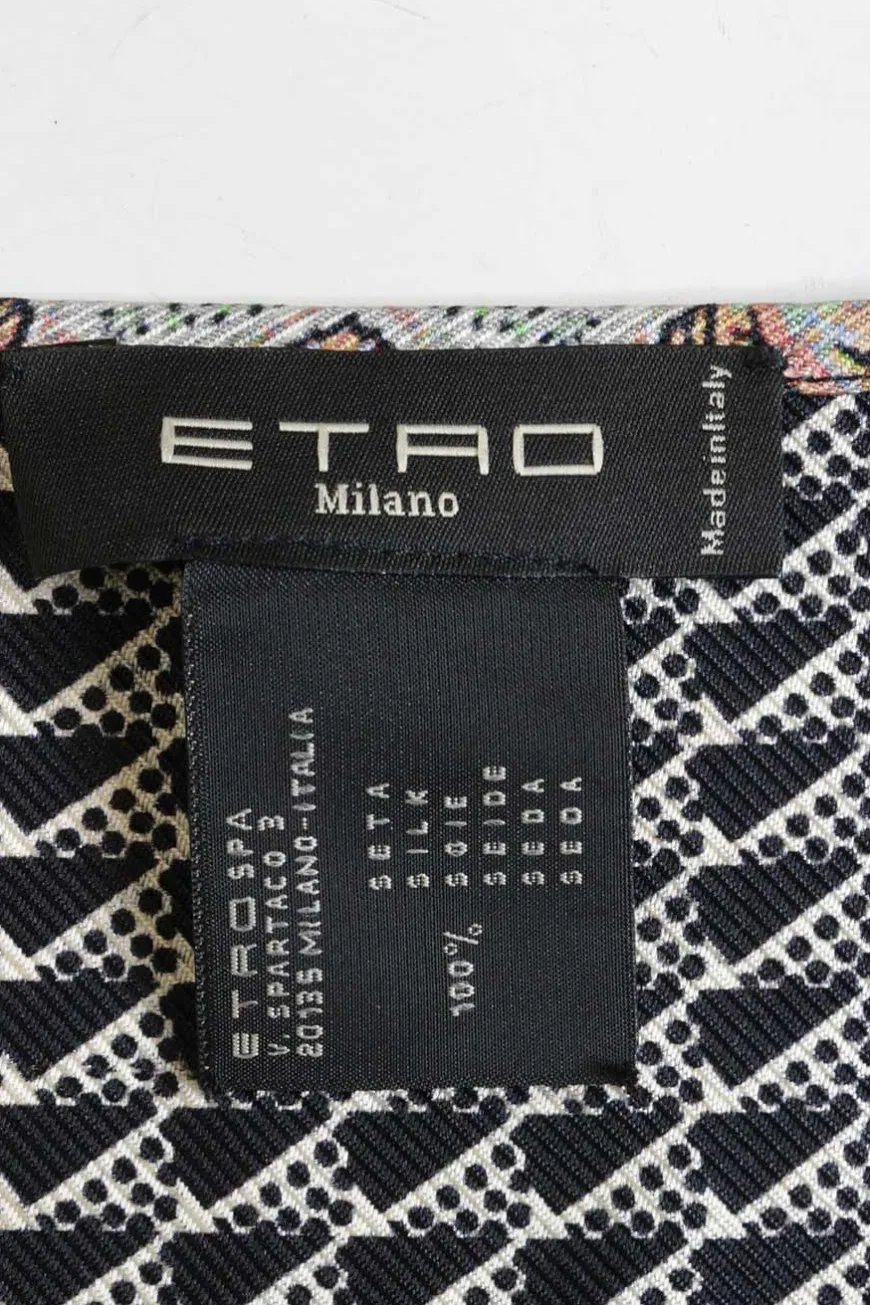 ETRO
Milano
Made in Italy
ETRO SPA
V. SPARTACO 3
20135 MILANO-ITALIA
SETA
SILK
100% SOIE
SEIDE
SEDA
SEDA